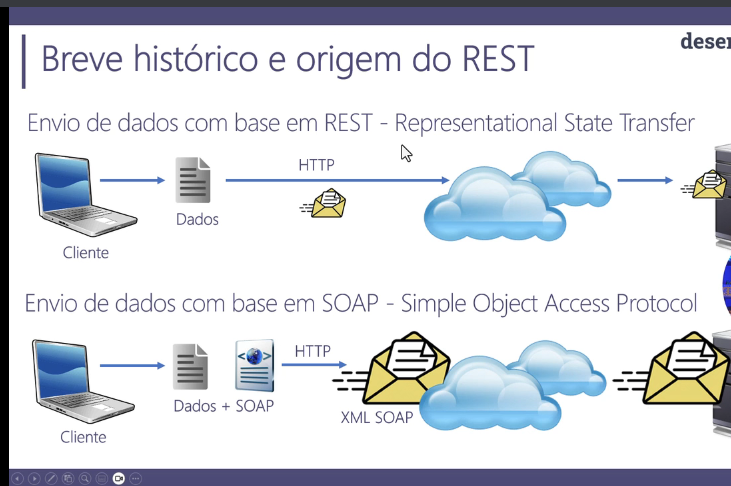 Breve histórico e origem do REST
Envio de dados com base em REST - Representational State Transfer
HTTP
Dados
Cliente
Envio de dados com base em SOAP - Simple Object Access Protocol
HTTP
Dados + SOAP
XML SOAP
Cliente